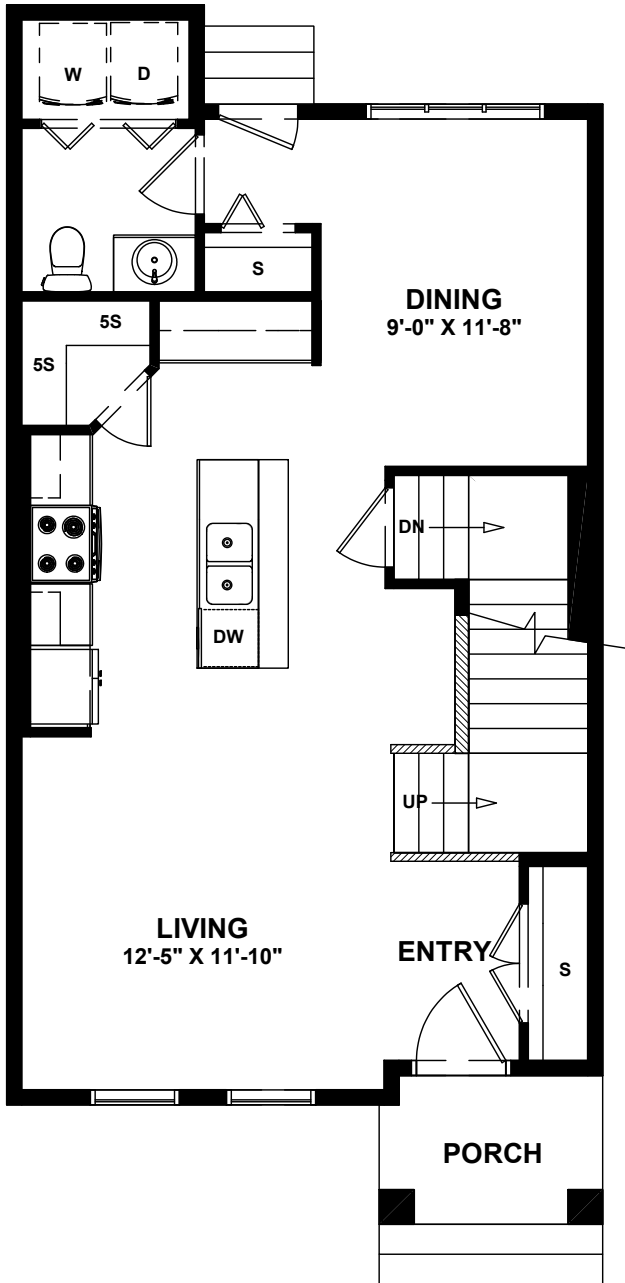 W
D
S
DINING
9'-0" X 11'-8"
5S
5S
DN
DW
UP
LIVING
12'-5" X 11'-10"
ENTRY
S
PORCH